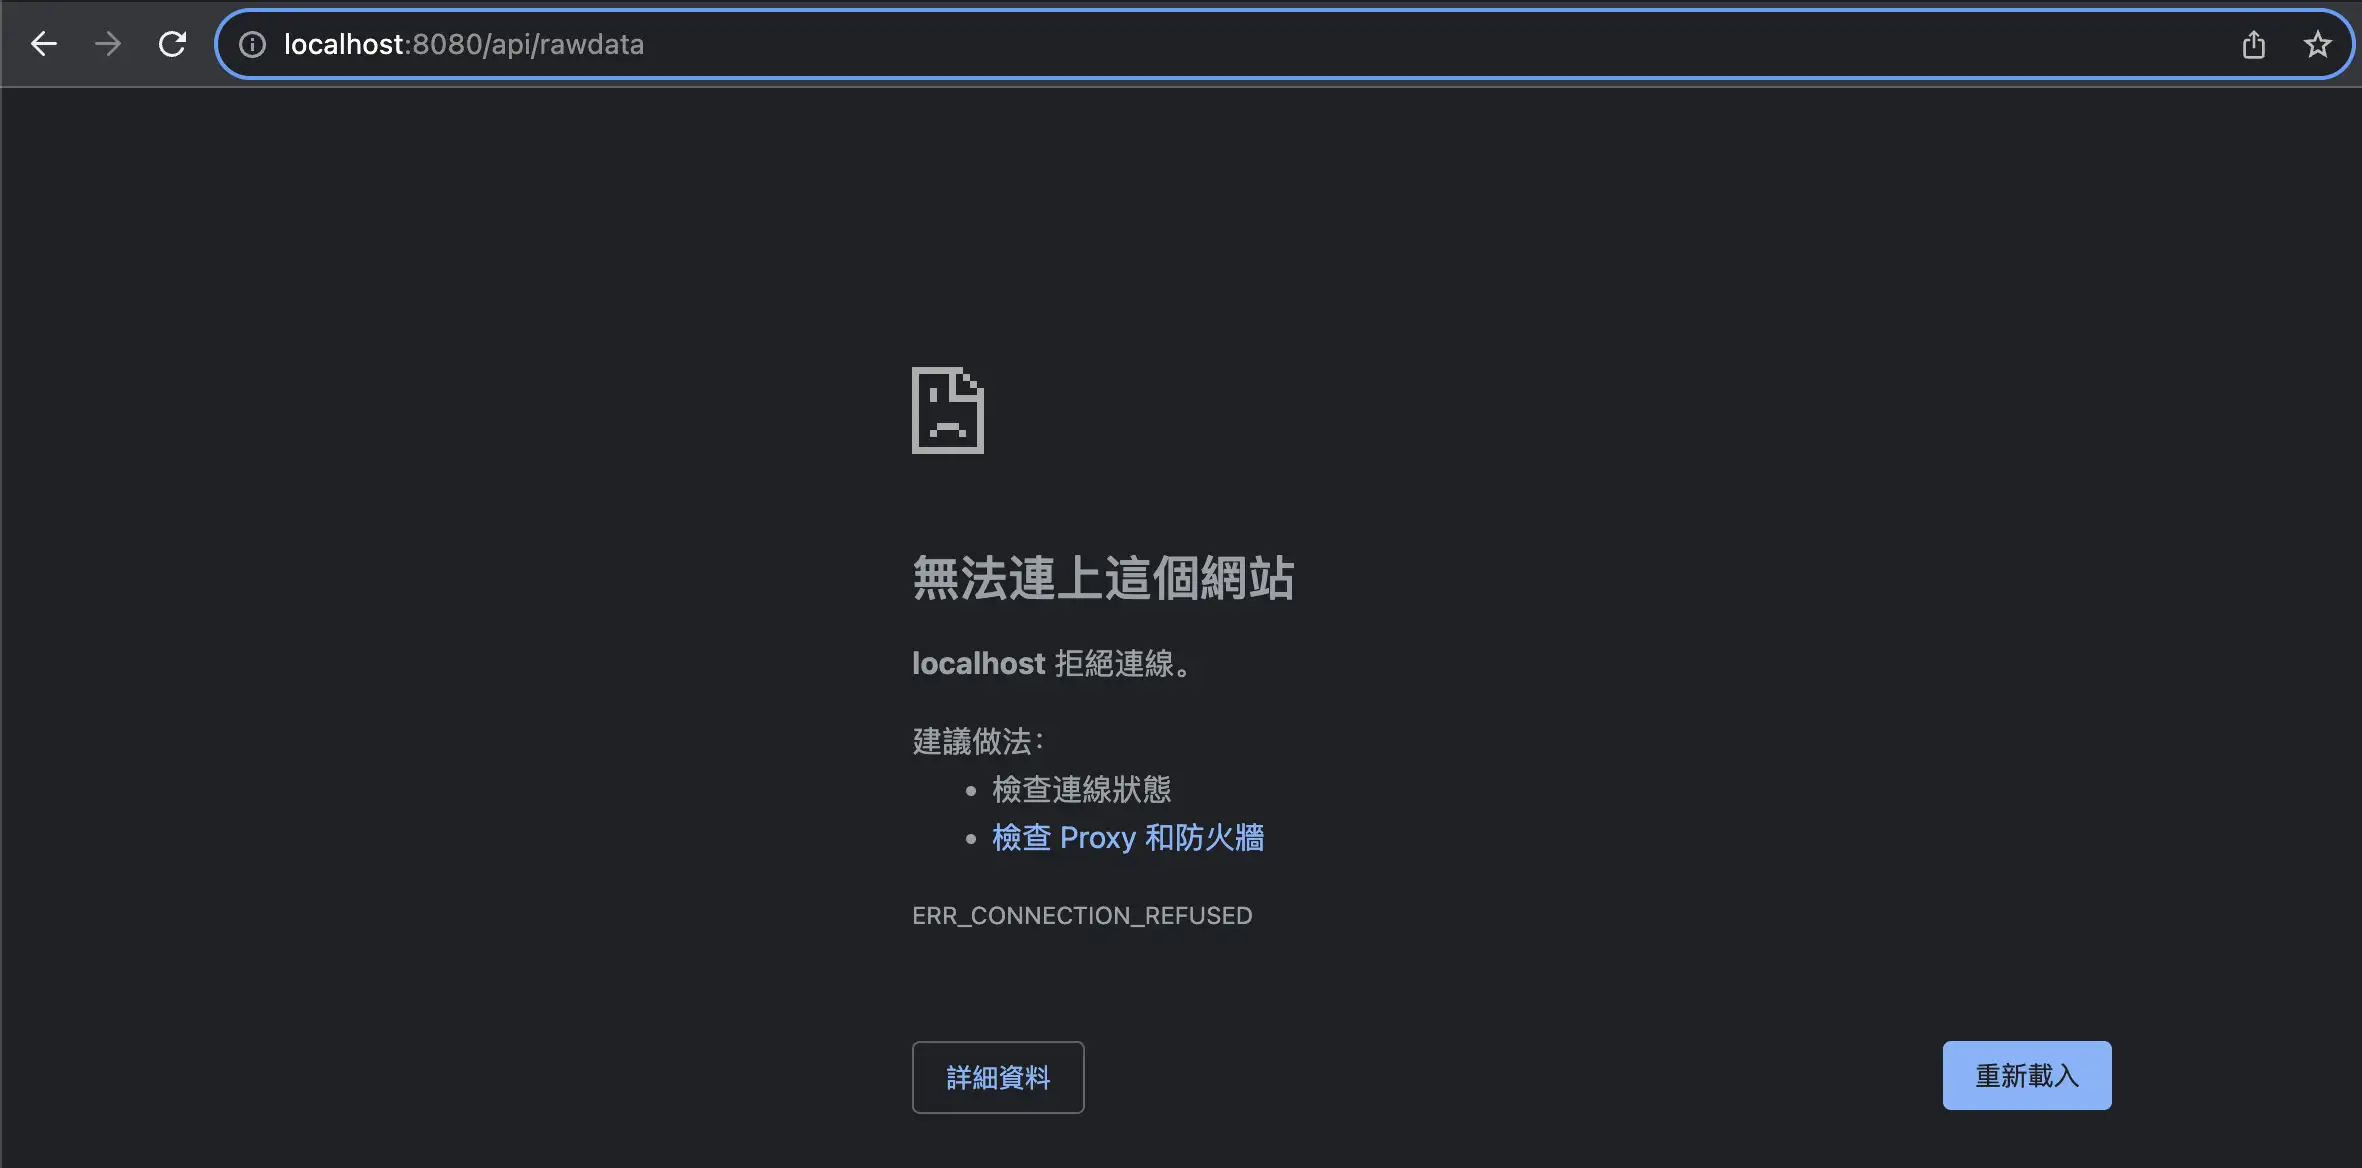 localhost:8080/api/rawdata
無法連上這個網站
localhost 拒絕連線。
建議做法：
檢查連線狀態
檢查 Proxy 和防火牆
ERR_CONNECTION_REFUSED
詳細資料
重新載入